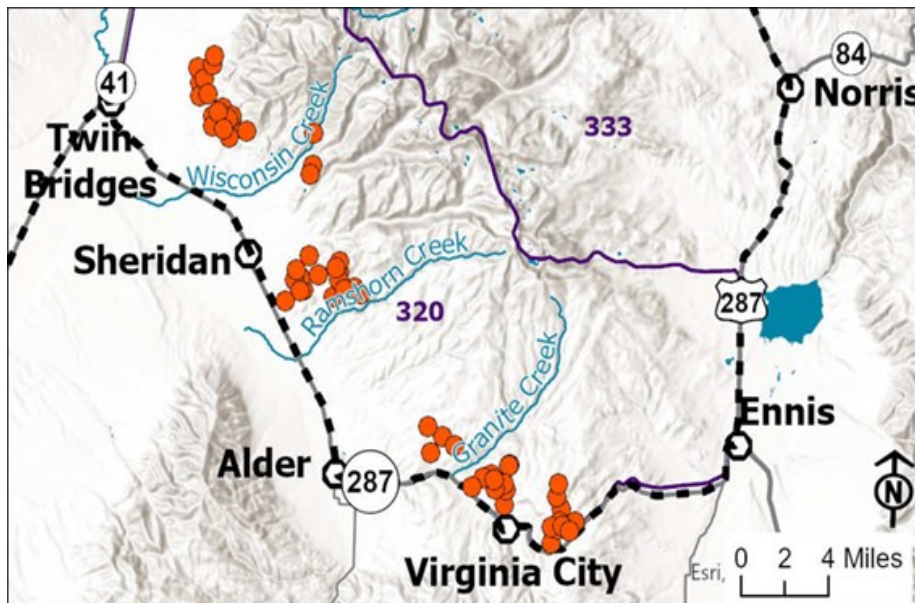 84
41
Norris
Twin
Bridges
Wisconsin Creek
333
Sheridan
Ramshorn Creek
320
287
Granite Creek
Ennis
Alder
287
N
Virginia City
Esri,
0 2 4 Miles